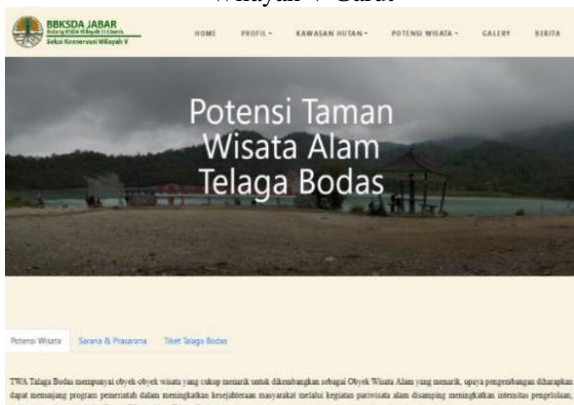 Wilayah V Garut
BBKSDA JABAR
Seksi Konservasi Wilayah V
HOME PROFIL KAWASAN HUTAN POTENSI WISATA GALERY BERITA
Potensi Taman
Wisata Alam
Telaga Bodas
Potensi Wisata Sarana & Prasarana Tiket Talaga Bodas
TWA Talaga Bodas mempunyai obyek-obyek wisata yang cukup menarik untuk dikembangkan sebagai Obyek Wisata Alam yang menarik, upaya pengembangan diharapkan
dapat menunjang program pemerintah dalam meningkatkan kesejahteraan masyarakat melalui kegiatan pariwisata alam disamping meningkatkan intensitas pengelolaan,